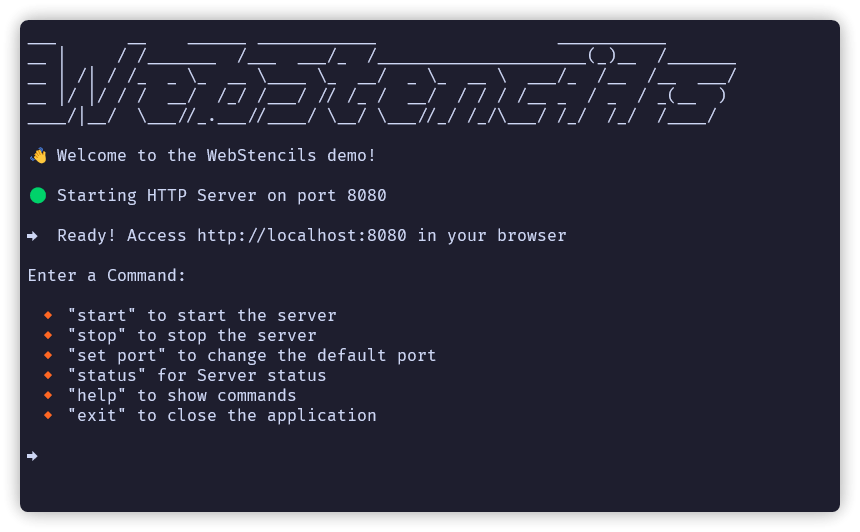 WebStencils
👋 Welcome to the WebStencils demo!
🟢 Starting HTTP Server on port 8080
➡ Ready! Access http://localhost:8080 in your browser
Enter a Command:
🔸 "start" to start the server
🔸 "stop" to stop the server
🔸 "set port" to change the default port
🔸 "status" for Server status
🔸 "help" to show commands
🔸 "exit" to close the application
➡